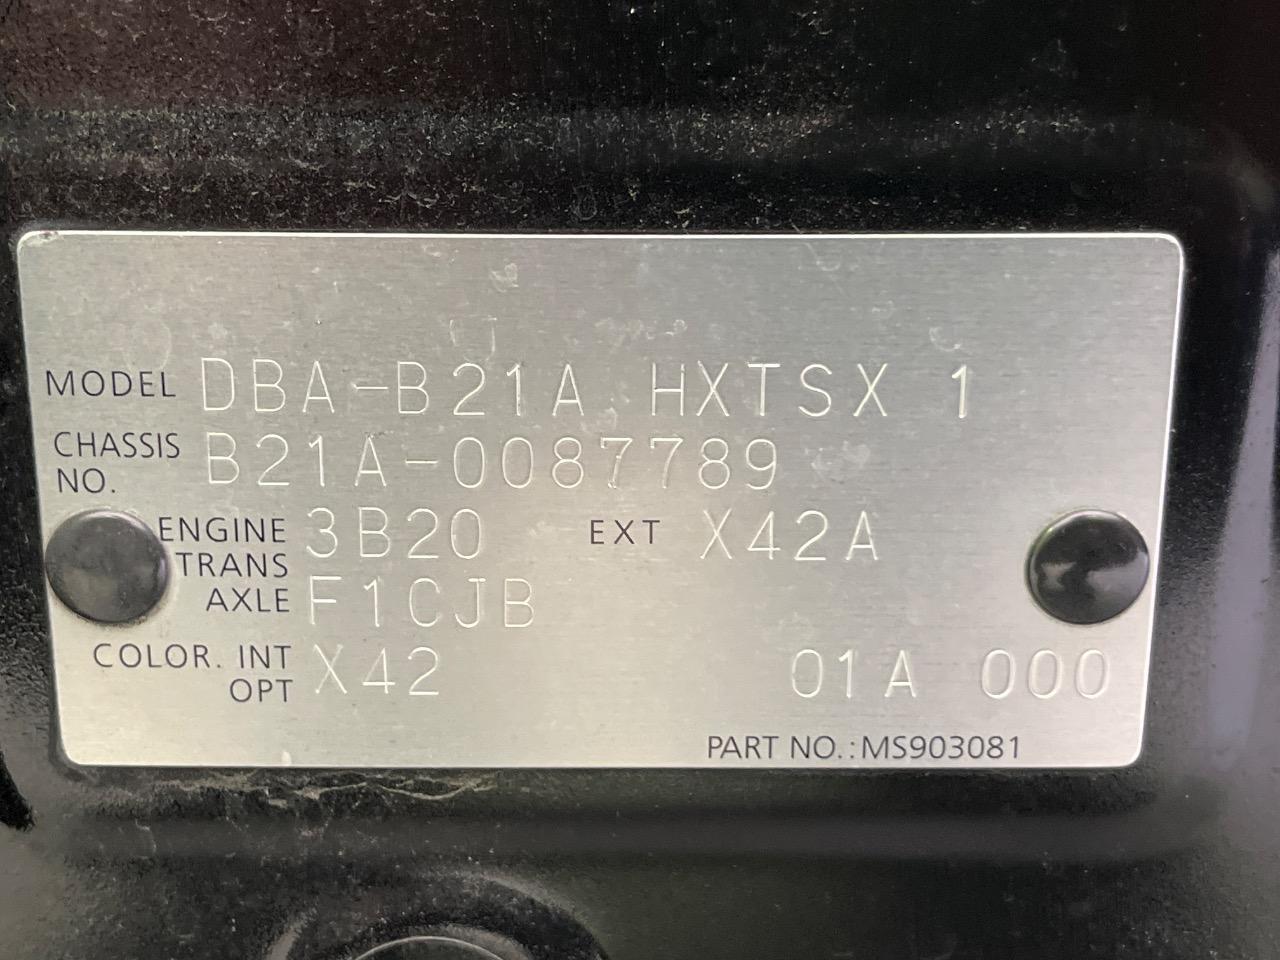 MODEL DBA-B21A HXTSX 1
CHASSIS NO. B21A-0087789
ENGINE 3B20 EXT X42A
TRANS AXLE F1CJB
COLOR. INT OPT X42 01A 000
PART NO.: MS903081